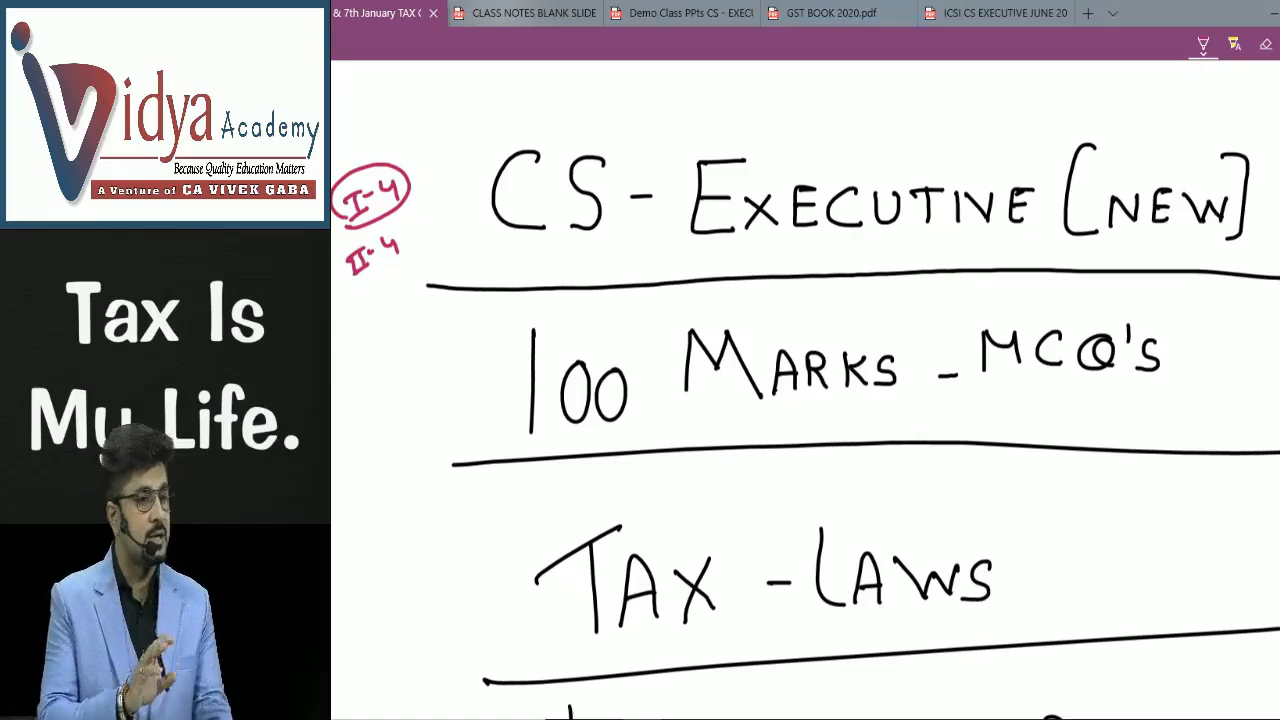 & 7th January TAX C
CLASS NOTES BLANK SLIDE
Demo Class PPts CS - EXECU
GST BOOK 2020.pdf
ICSI CS EXECUTIVE JUNE 20
Vidya Academy
Because Quality Education Matters
A Venture of CA VIVEK GABA
I-4
II-4
CS - EXECUTIVE [NEW]
100 MARKS - MCQ's
TAX - LAWS
Tax Is
My Life.